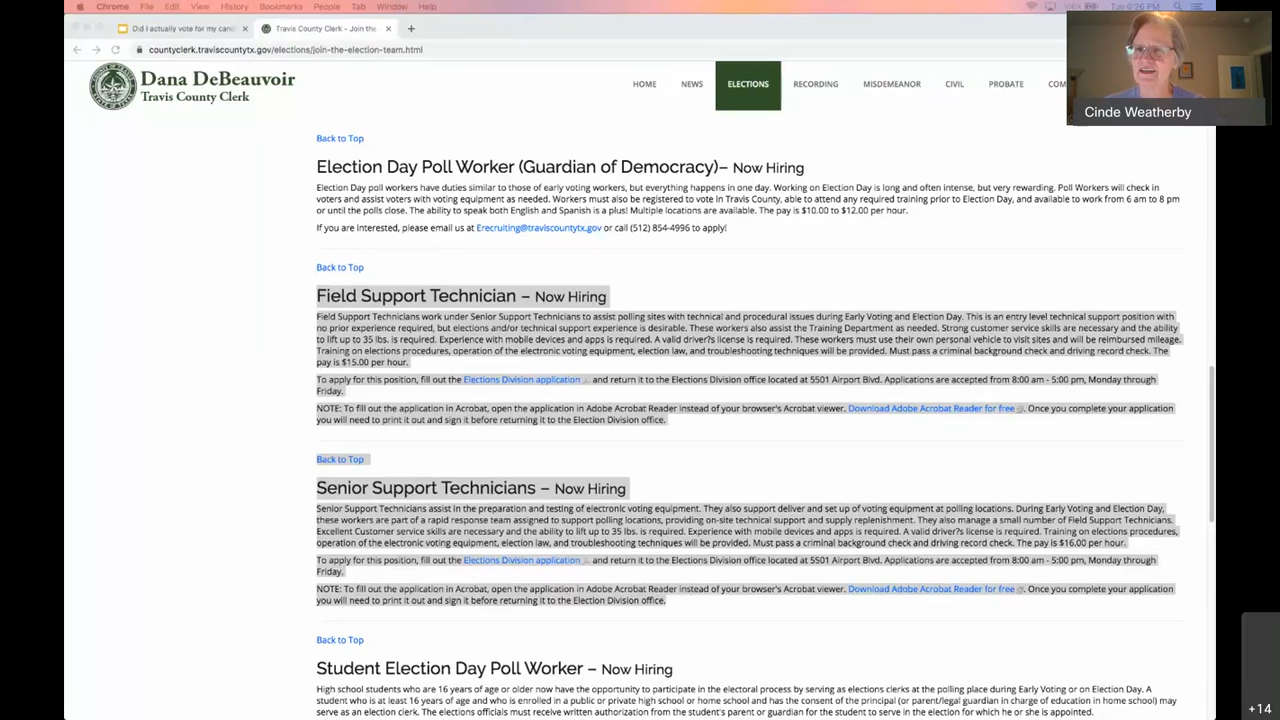 Chrome File Edit View History Bookmarks People Tab Window Help
Did I actually vote for my cand
Travis County Clerk - Join the
countyclerk.traviscountytx.gov/elections/join-the-election-team.html
Cinde Weatherby
Dana DeBeauvoir
Travis County Clerk
HOME NEWS ELECTIONS RECORDING MISDEMEANOR CIVIL PROBATE
Back to Top
Election Day Poll Worker (Guardian of Democracy)– Now Hiring
Election Day poll workers have duties similar to those of early voting workers, but everything happens in one day. Working on Election Day is long and often intense, but very rewarding. Poll Workers will check in
voters and assist voters with voting equipment as needed. Workers must also be registered to vote in Travis County, able to attend any required training prior to Election Day, and available to work from 6 am to 8 pm
or until the polls close. The ability to speak both English and Spanish is a plus! Multiple locations are available. The pay is $10.00 to $12.00 per hour.
If you are interested, please email us at Erecruiting@traviscountytx.gov or call (512) 854-4996 to apply!
Back to Top
Field Support Technician – Now Hiring
Field Support Technicians work under Senior Support Technicians to assist polling sites with technical and procedural issues during Early Voting and Election Day. This is an entry level technical support position with
no prior experience required, but elections and/or technical support experience is desirable. These workers also assist the Training Department as needed. Strong customer service skills are necessary and the ability
to lift up to 35 lbs. is required. Experience with mobile devices and apps is required. A valid driver?s license is required. These workers must use their own personal vehicle to visit sites and will be reimbursed mileage.
Training on elections procedures, operation of the electronic voting equipment, election law, and troubleshooting techniques will be provided. Must pass a criminal background check and driving record check. The
pay is $15.00 per hour.
To apply for this position, fill out the Elections Division application and return it to the Elections Division office located at 5501 Airport Blvd. Applications are accepted from 8:00 am - 5:00 pm, Monday through
Friday.
NOTE: To fill out the application in Acrobat, open the application in Adobe Acrobat Reader instead of your browser's Acrobat viewer. Download Adobe Acrobat Reader for free . Once you complete your application
you will need to print it out and sign it before returning it to the Election Division office.
Back to Top
Senior Support Technicians – Now Hiring
Senior Support Technicians assist in the preparation and testing of electronic voting equipment. They also support deliver and set up of voting equipment at polling locations. During Early Voting and Election Day,
these workers are part of a rapid response team assigned to support polling locations, providing on-site technical support and supply replenishment. They also manage a small number of Field Support Technicians.
Excellent Customer service skills are necessary and the ability to lift up to 35 lbs. is required. Experience with mobile devices and apps is required. A valid driver?s license is required. Training on elections procedures,
operation of the electronic voting equipment, election law, and troubleshooting techniques will be provided. Must pass a criminal background check and driving record check. The pay is $16.00 per hour.
To apply for this position, fill out the Elections Division application and return it to the Elections Division office located at 5501 Airport Blvd. Applications are accepted from 8:00 am - 5:00 pm, Monday through
Friday.
NOTE: To fill out the application in Acrobat, open the application in Adobe Acrobat Reader instead of your browser's Acrobat viewer. Download Adobe Acrobat Reader for free . Once you complete your application
you will need to print it out and sign it before returning it to the Election Division office.
Back to Top
Student Election Day Poll Worker – Now Hiring
High school students who are 16 years of age or older now have the opportunity to participate in the electoral process by serving as elections clerks at the polling place during Early Voting or on Election Day. A
student who is at least 16 years of age and who is enrolled in a public or private high school or home school and has the consent of the principal (or parent/legal guardian in charge of education in home school) may
serve as an election clerk. The elections officials must receive written authorization from the student's parent or guardian for the student to serve in the election for which he or she is appointed.
+14